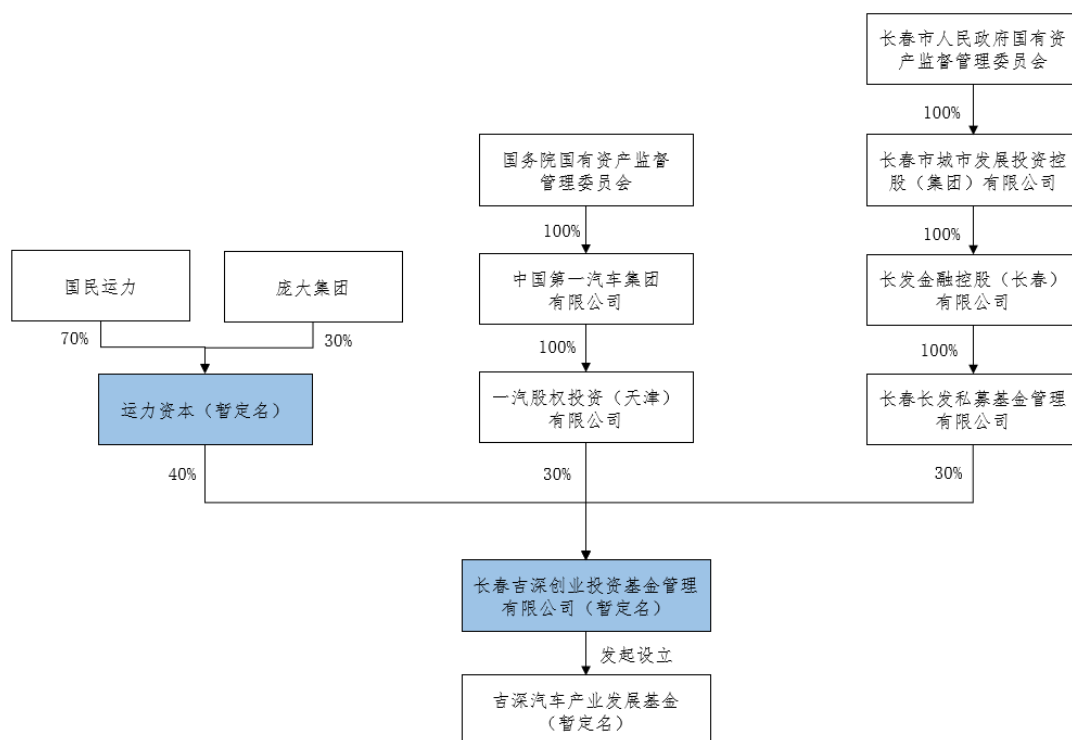 长春市人民政府国有资
产监督管理委员会
100%
国务院国有资产监督
管理委员会
长春市城市发展投资控
股（集团）有限公司
100%
100%
国民运力
庞大集团
中国第一汽车集团
有限公司
长发金融控股（长春）
有限公司
70%
30%
100%
100%
运力资本（暂定名）
一汽股权投资（天津）
有限公司
长春长发私募基金管理
有限公司
40%
30%
30%
长春吉深创业投资基金管理
有限公司（暂定名）
发起设立
吉深汽车产业发展基金
（暂定名）